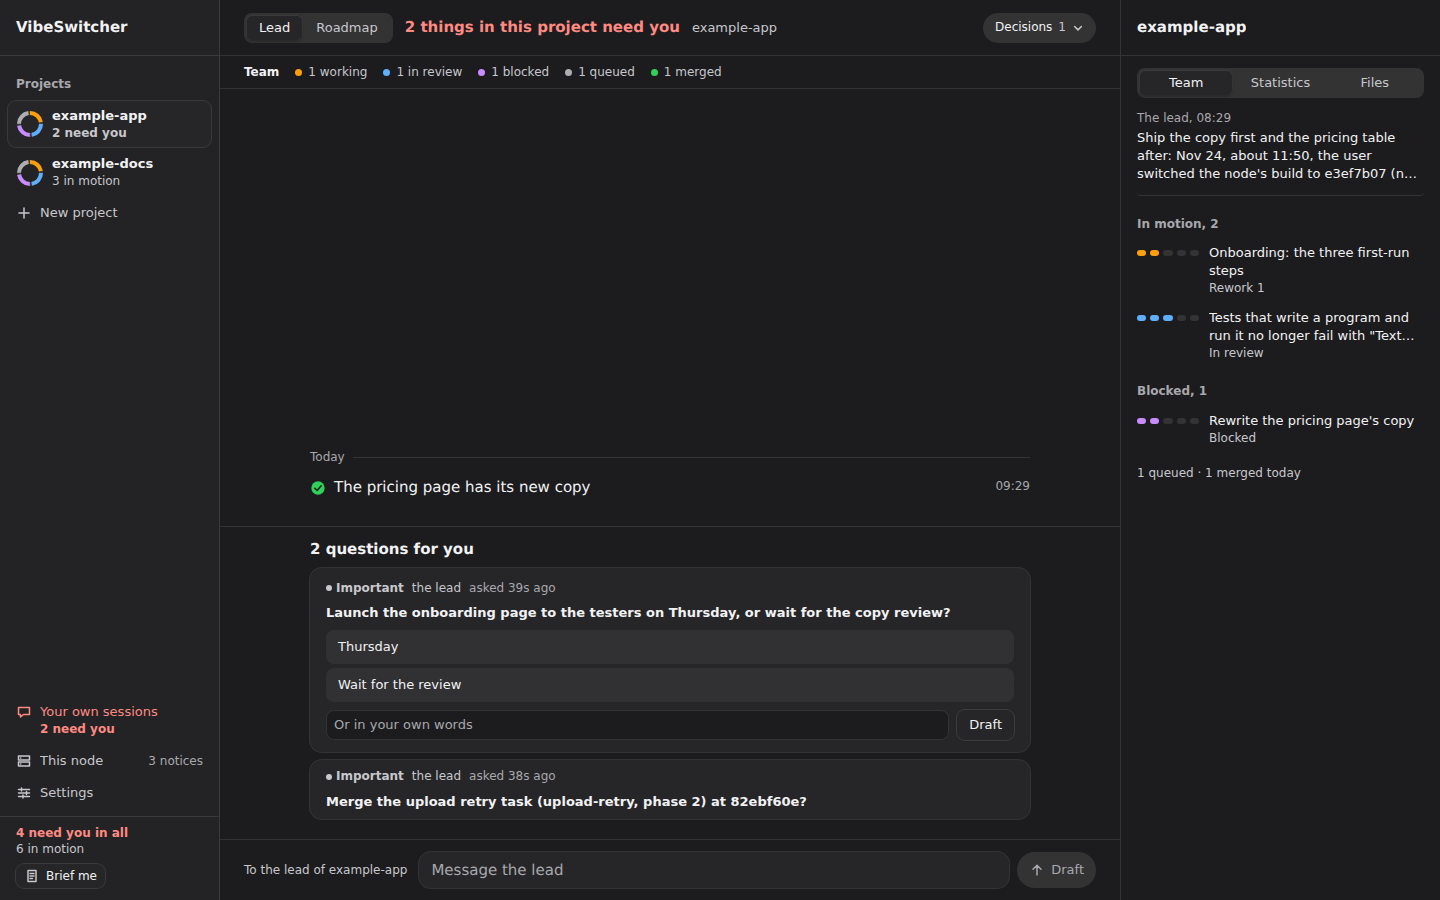 VibeSwitcher
Projects
example-app
2 need you
example-docs
3 in motion
New project
Your own sessions
2 need you
This node 3 notices
Settings
4 need you in all
6 in motion
Brief me
Lead Roadmap 2 things in this project need you example-app Decisions 1
Team 1 working 1 in review 1 blocked 1 queued 1 merged
Today
The pricing page has its new copy 09:29
2 questions for you
Important the lead asked 39s ago
Launch the onboarding page to the testers on Thursday, or wait for the copy review?
Thursday
Wait for the review
Or in your own words Draft
Important the lead asked 38s ago
Merge the upload retry task (upload-retry, phase 2) at 82ebf60e?
To the lead of example-app Message the lead Draft
example-app
Team Statistics Files
The lead, 08:29
Ship the copy first and the pricing table
after: Nov 24, about 11:50, the user
switched the node's build to e3ef7b07 (n…
In motion, 2
Onboarding: the three first-run
steps
Rework 1
Tests that write a program and
run it no longer fail with "Text…
In review
Blocked, 1
Rewrite the pricing page's copy
Blocked
1 queued · 1 merged today